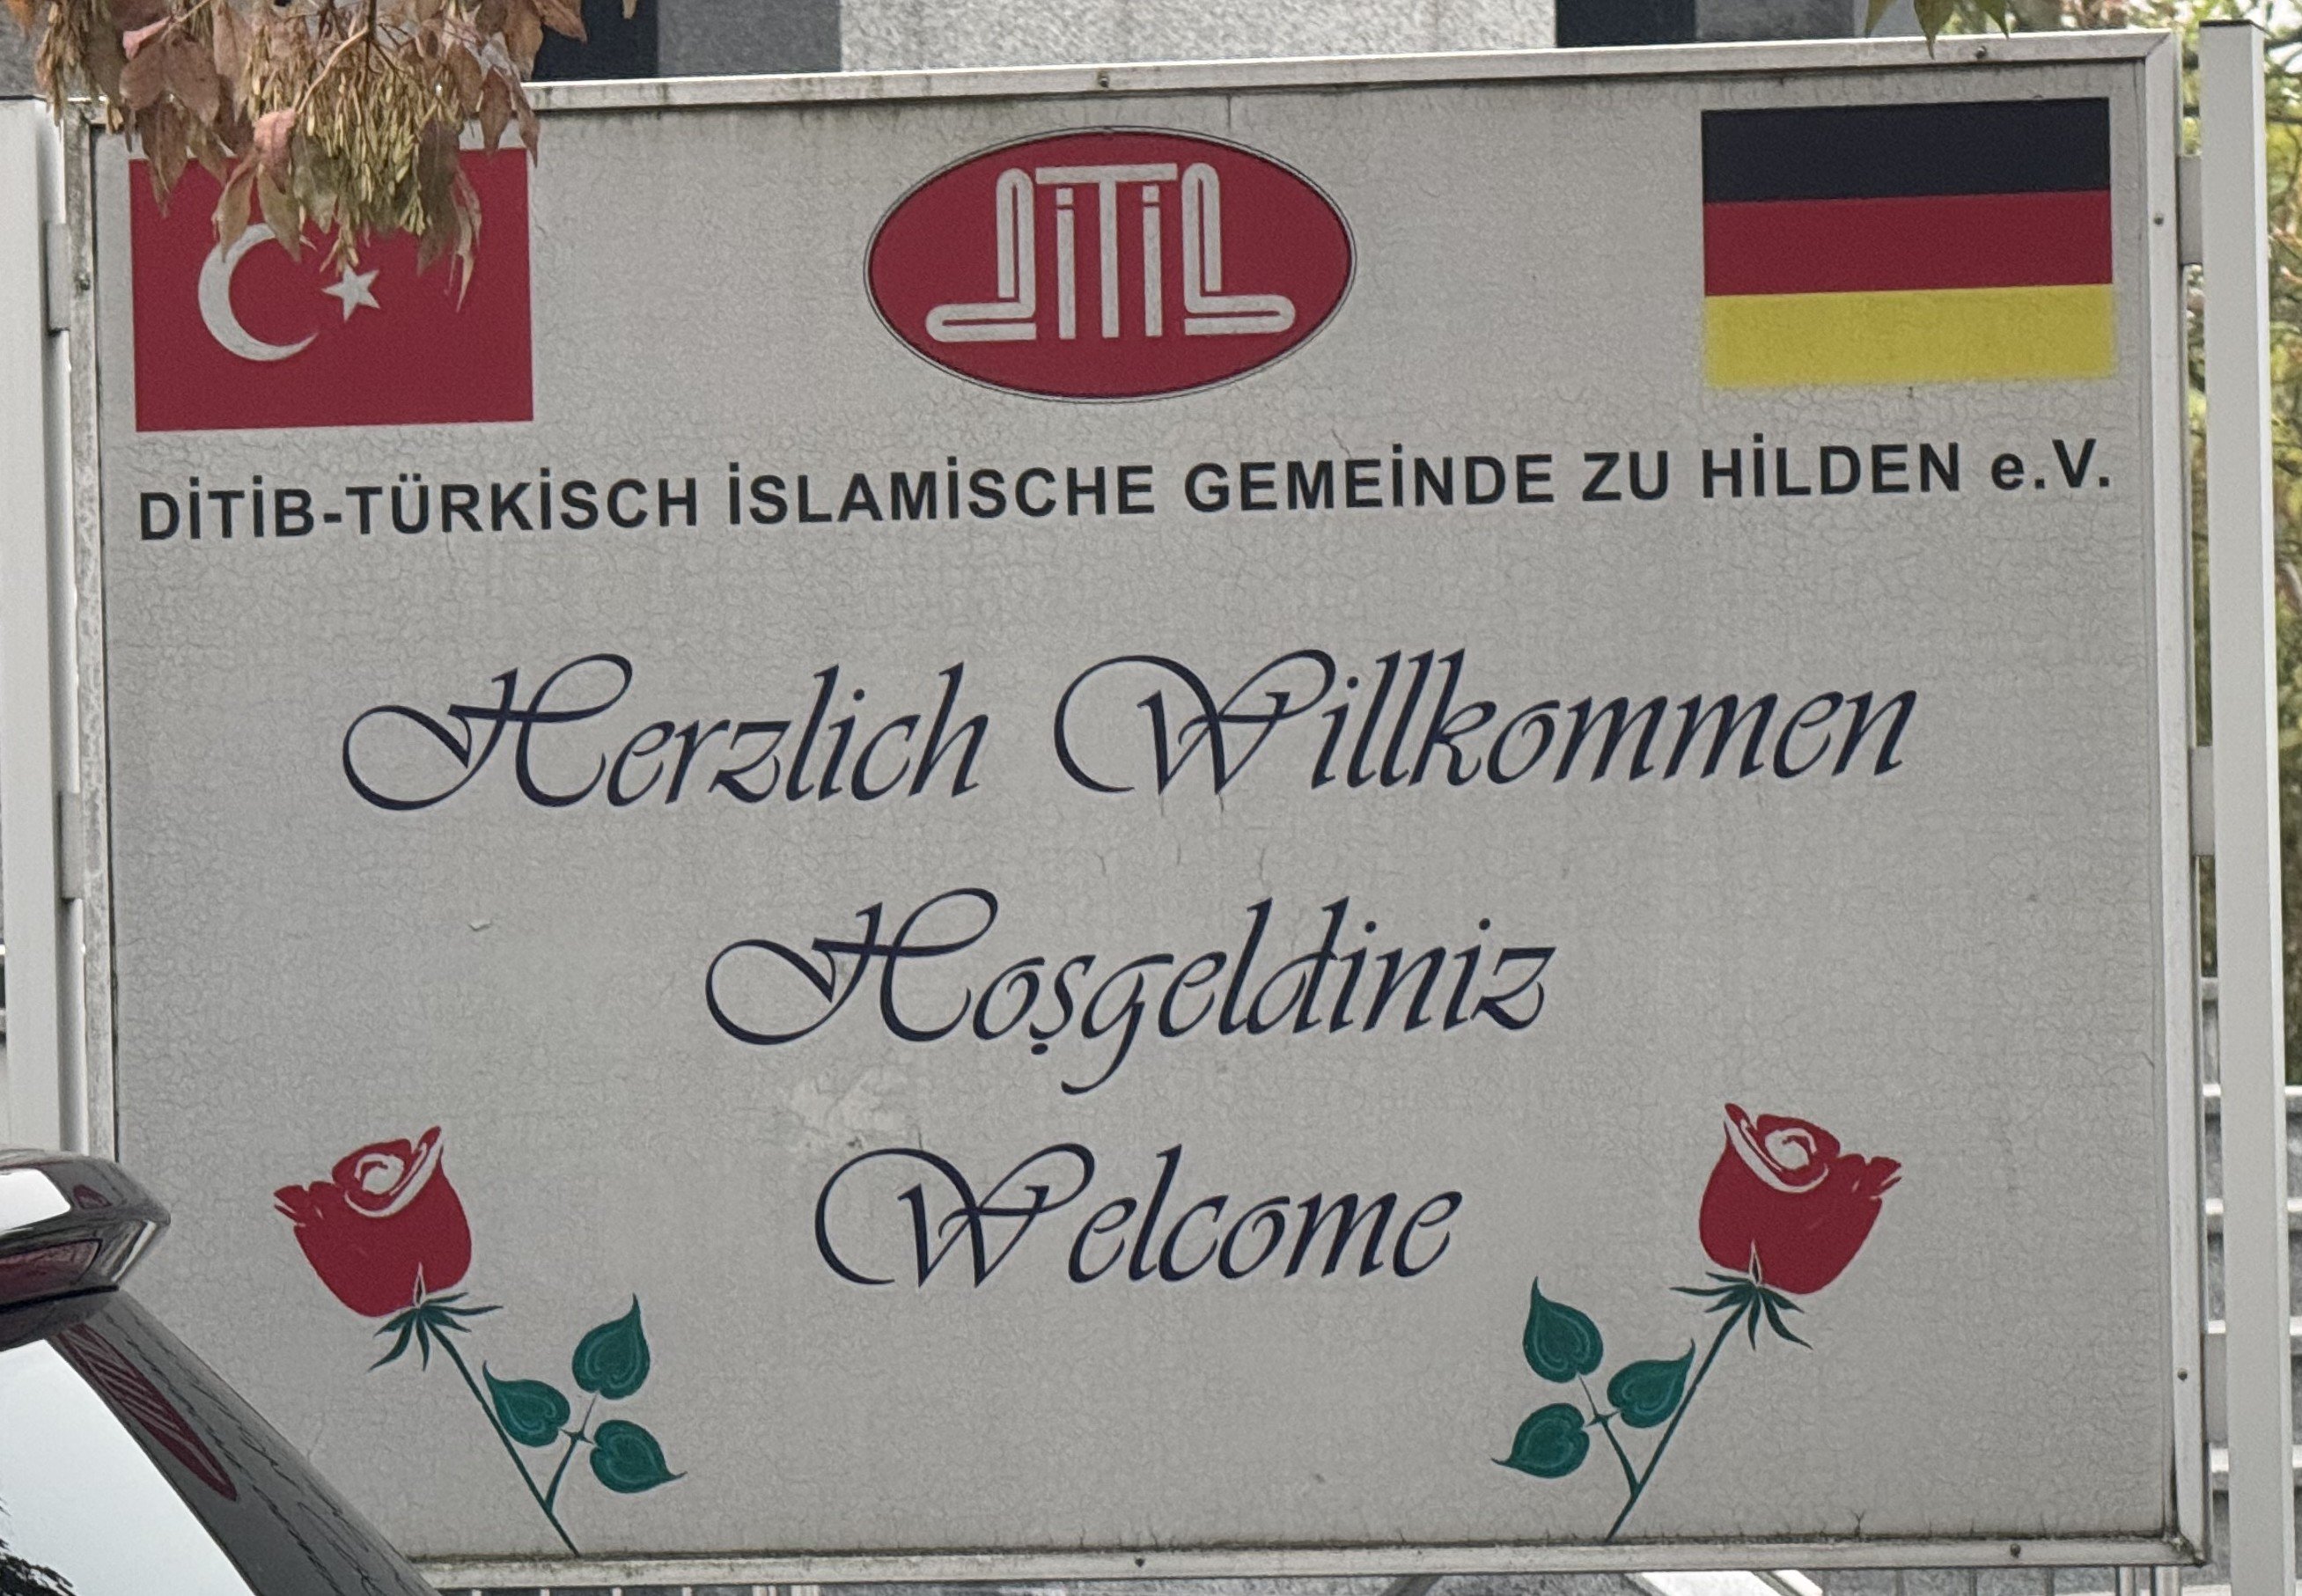 DİTİB
DİTİB-TÜRKİSCH İSLAMİSCHE GEMEİNDE ZU HİLDEN e.V.
Herzlich Willkommen
Hoşgeldiniz
Welcome